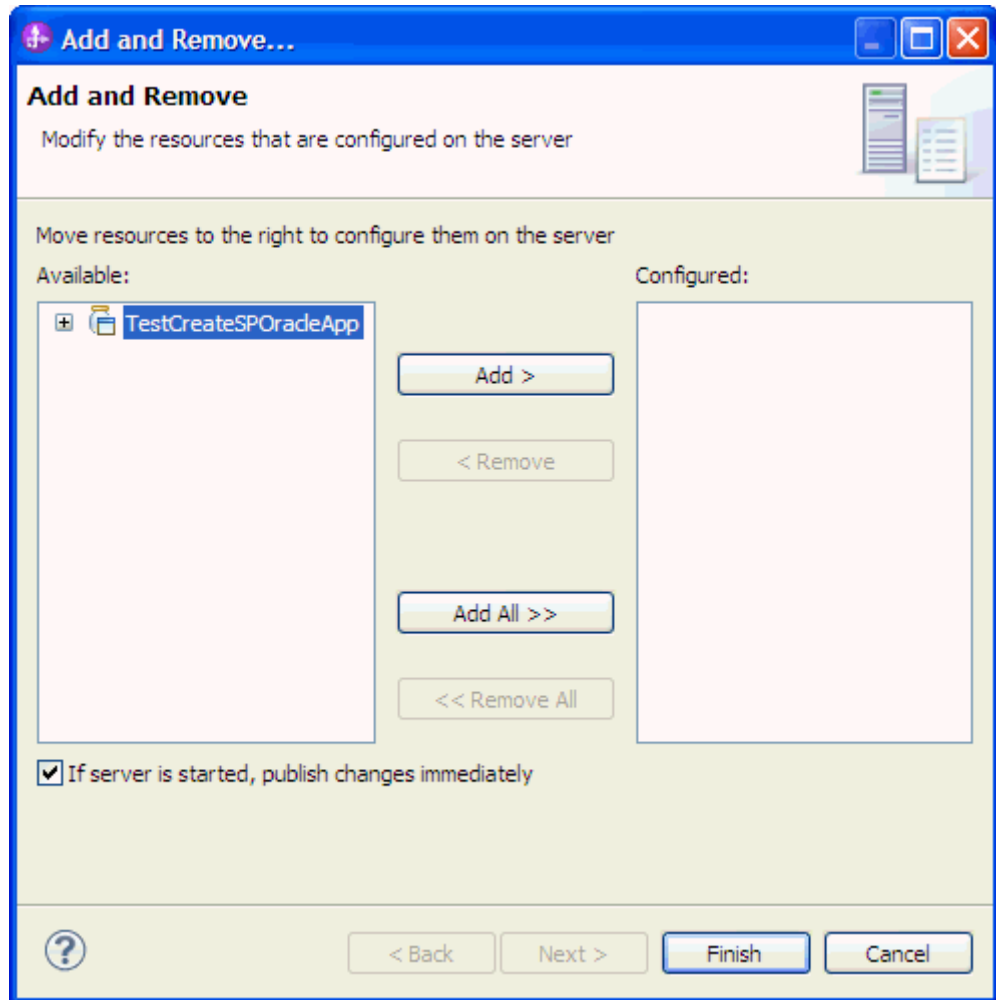 Add and Remove...
Add and Remove
Modify the resources that are configured on the server
Move resources to the right to configure them on the server
Available:
Configured:
TestCreateSPOracleApp
Add >
< Remove
Add All >>
<< Remove All
If server is started, publish changes immediately
?
< Back
Next >
Finish
Cancel